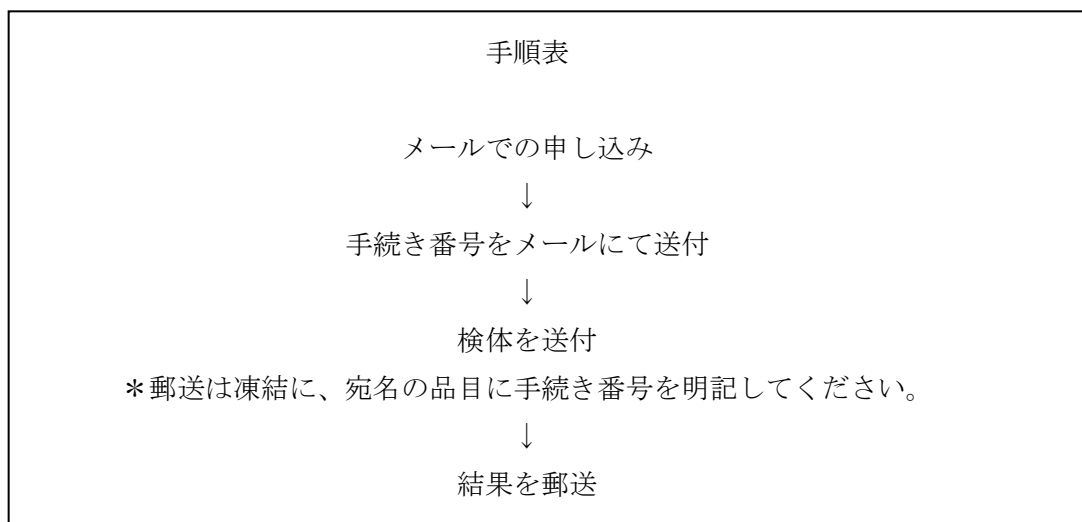 手順表
メールでの申し込み
↓
手続き番号をメールにて送付
↓
検体を送付
＊郵送は凍結に、宛名の品目に手続き番号を明記してください。
↓
結果を郵送